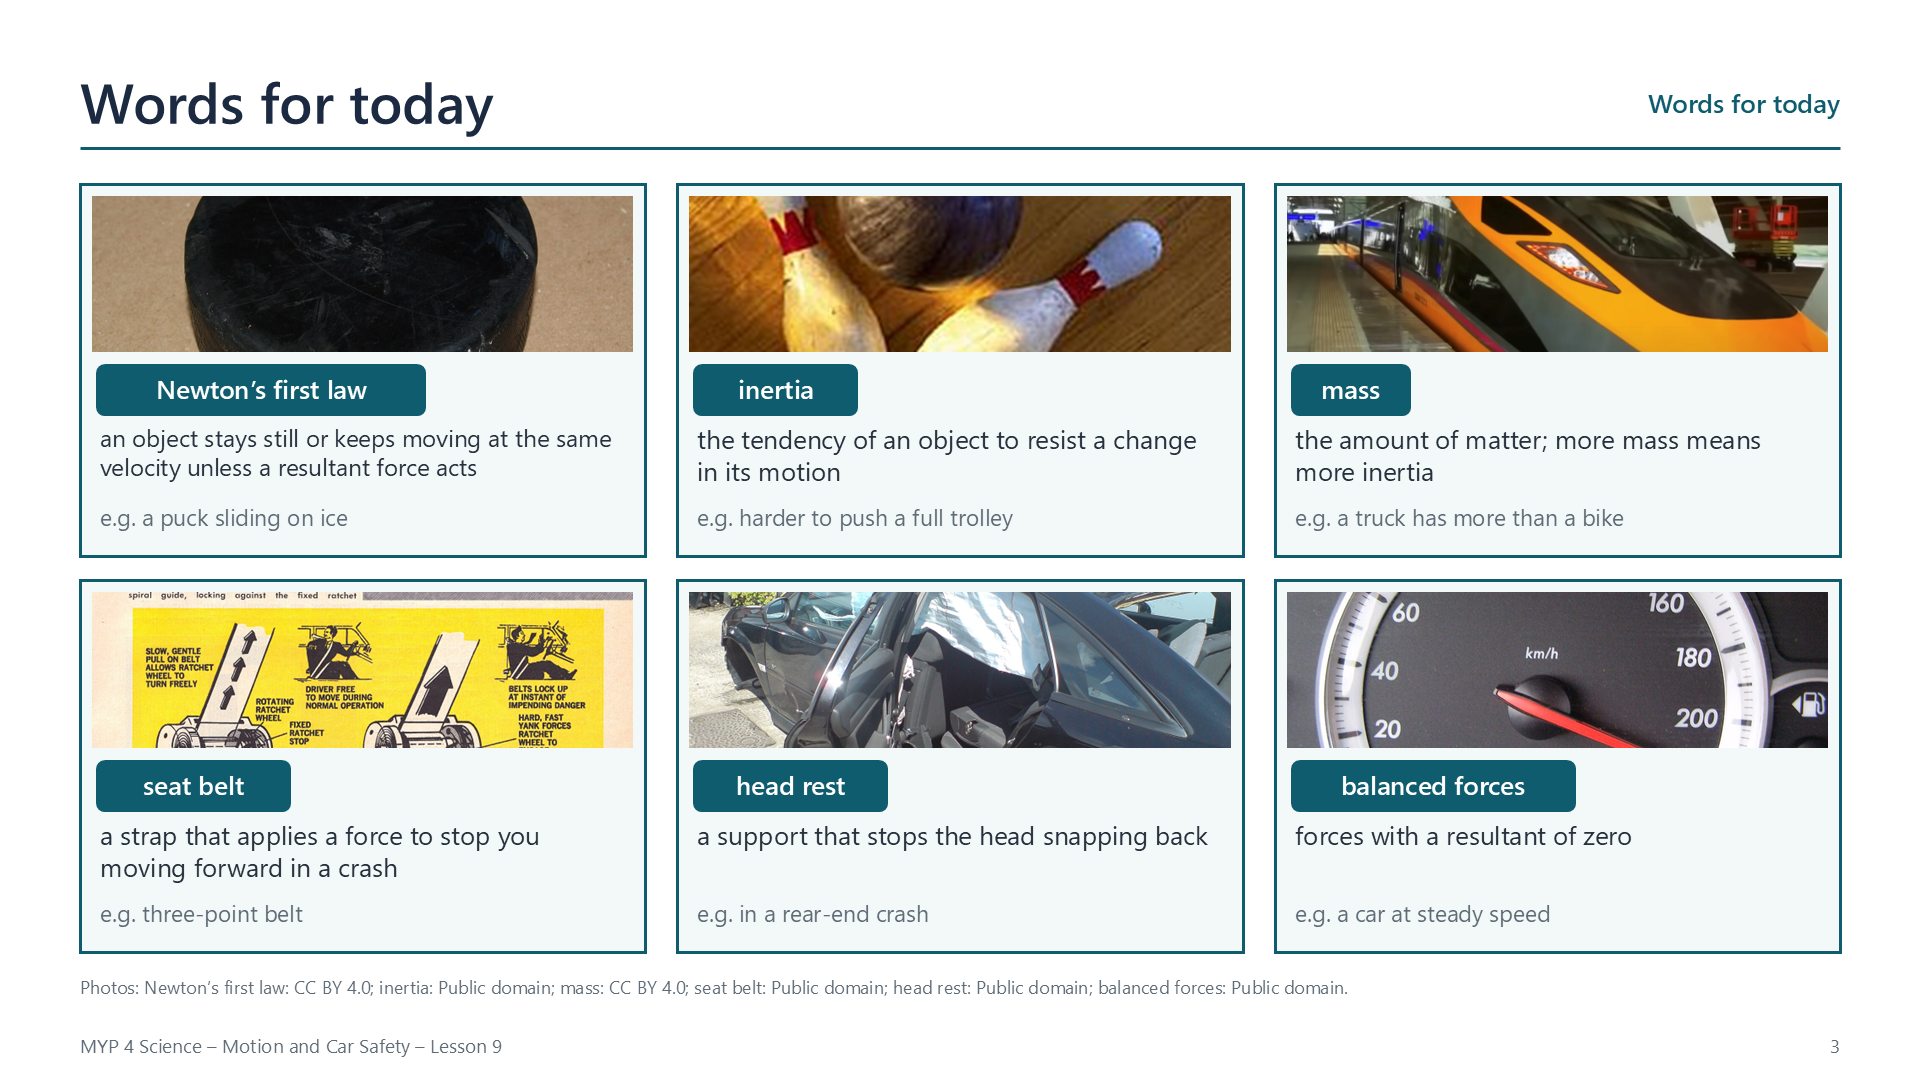 Words for today
Words for today
Newton's first law
an object stays still or keeps moving at the same
velocity unless a resultant force acts
e.g. a puck sliding on ice
inertia
the tendency of an object to resist a change
in its motion
e.g. harder to push a full trolley
mass
the amount of matter; more mass means
more inertia
e.g. a truck has more than a bike
spiral guide, locking against the fixed ratchet
SLOW, GENTLE
PULL ON BELT
ALLOWS RATCHET
WHEEL TO
TURN FREELY
DRIVER FREE
TO MOVE DURING
NORMAL OPERATION
ROTATING
RATCHET
WHEEL
FIXED
RATCHET
STOP
BELTS LOCK UP
AT INSTANT OF
IMPENDING DANGER
HARD, FAST
YANK FORCES
RATCHET
WHEEL TO
seat belt
a strap that applies a force to stop you
moving forward in a crash
e.g. three-point belt
head rest
a support that stops the head snapping back
e.g. in a rear-end crash
60
160
km/h
40
180
20
200
balanced forces
forces with a resultant of zero
e.g. a car at steady speed
Photos: Newton's first law: CC BY 4.0; inertia: Public domain; mass: CC BY 4.0; seat belt: Public domain; head rest: Public domain; balanced forces: Public domain.
MYP 4 Science – Motion and Car Safety – Lesson 9
3